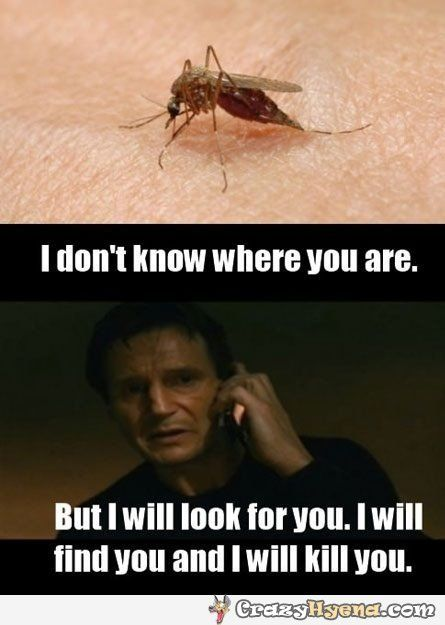 I don't know where you are.
But I will look for you. I will
find you and I will kill you.
CrazyHyena.com